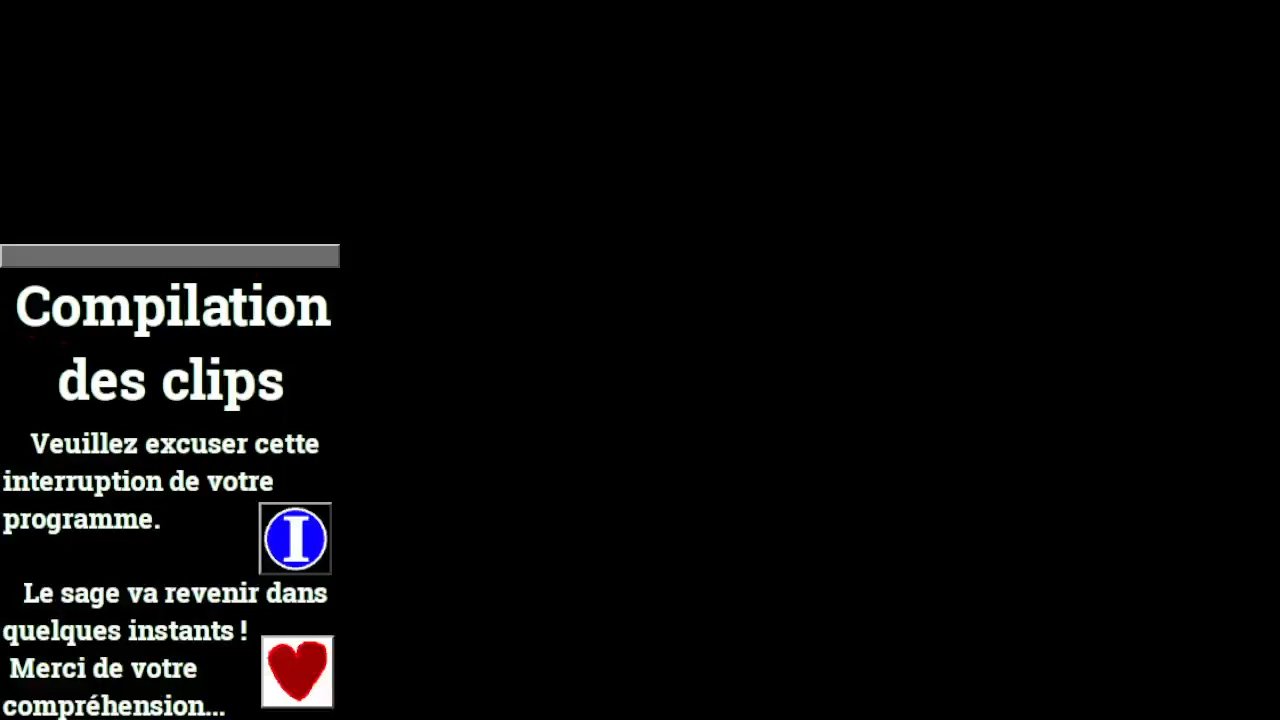 Compilation
des clips
Veuillez excuser cette
interruption de votre
programme.
I
Le sage va revenir dans
quelques instants !
Merci de votre
compréhension...